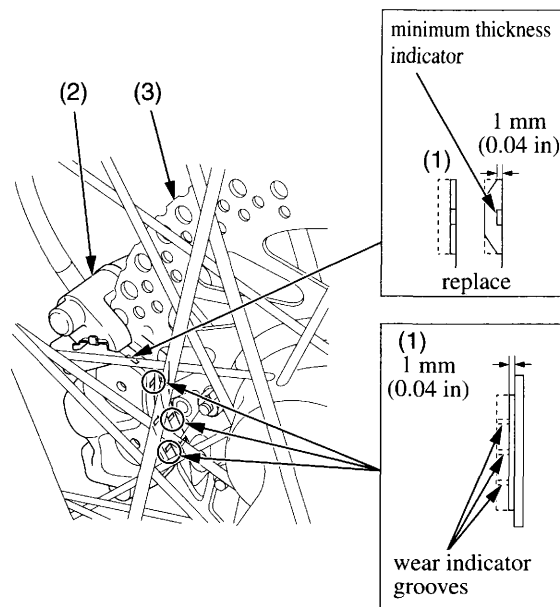 minimum thickness
indicator
(2)
(3)
1 mm
(0.04 in)
(1)
replace
(1)
1 mm
(0.04 in)
wear indicator
grooves